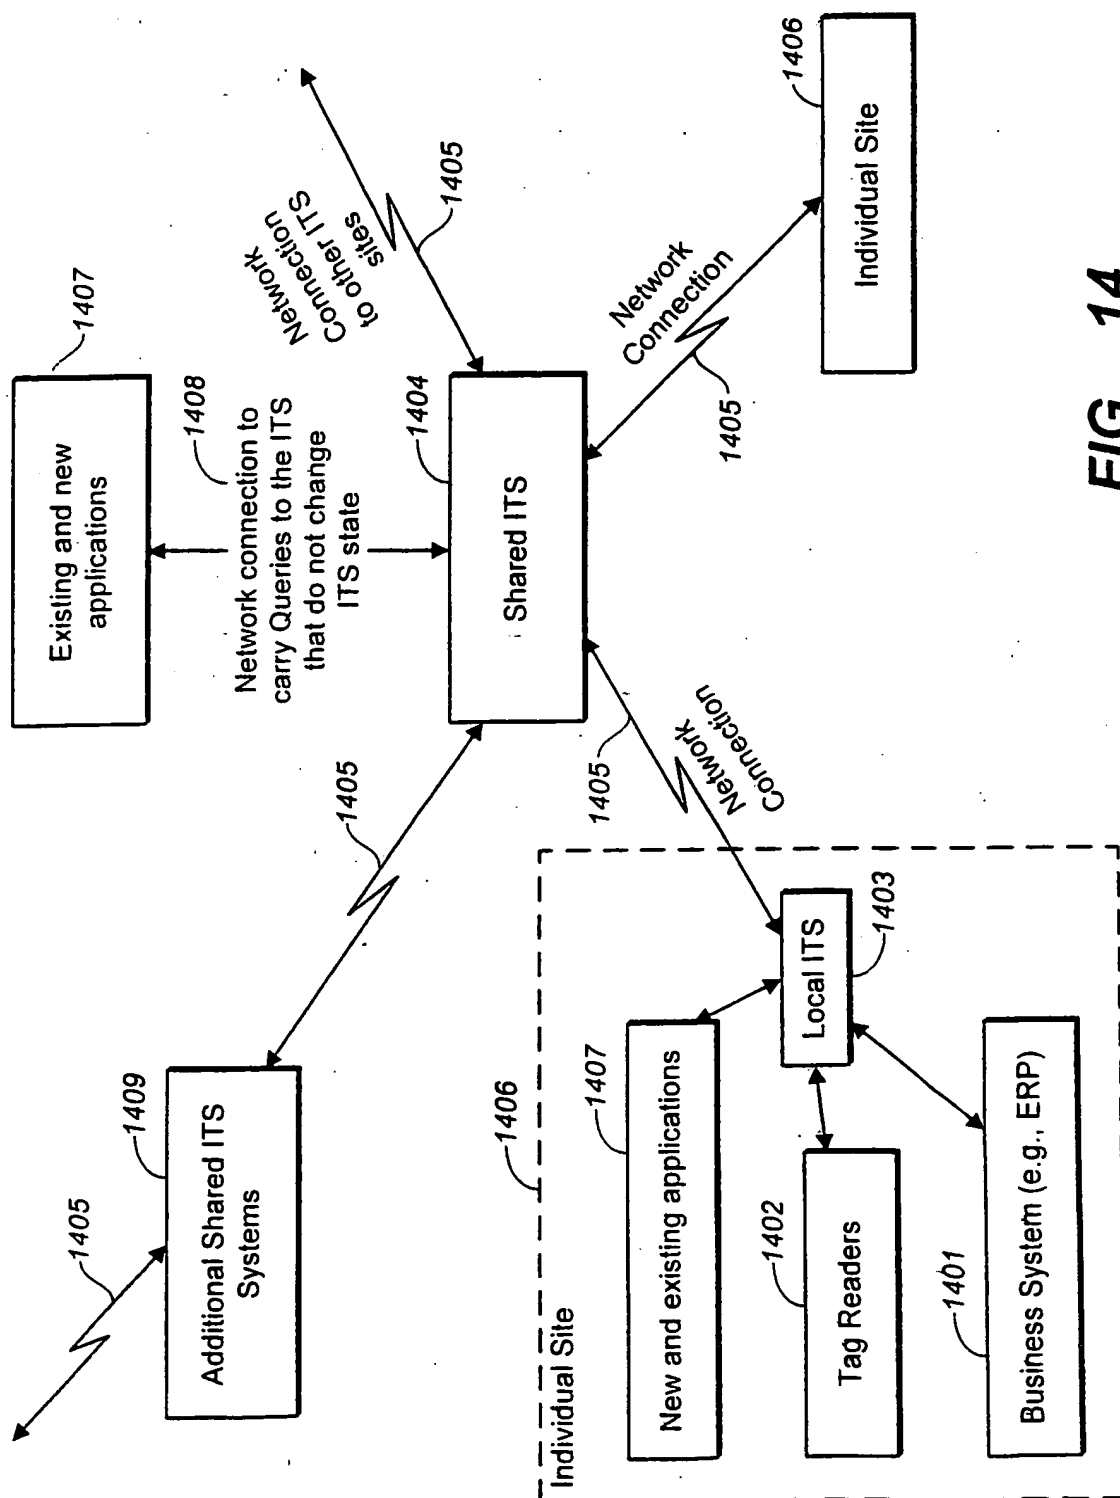 1405
1409
Additional Shared ITS
Systems
1405
Existing and new
applications
1407
1408
Network connection to
carry Queries to the ITS
that do not change
ITS state
Network
Connection
to other ITS
sites
1405
1404
Shared ITS
1405
Network
Connection
Network
Connection
1405
1406
Individual Site
1406
Individual Site
1407
New and existing applications
1402
Tag Readers
Local ITS
1403
1401
Business System (e.g., ERP)
FIG. 14